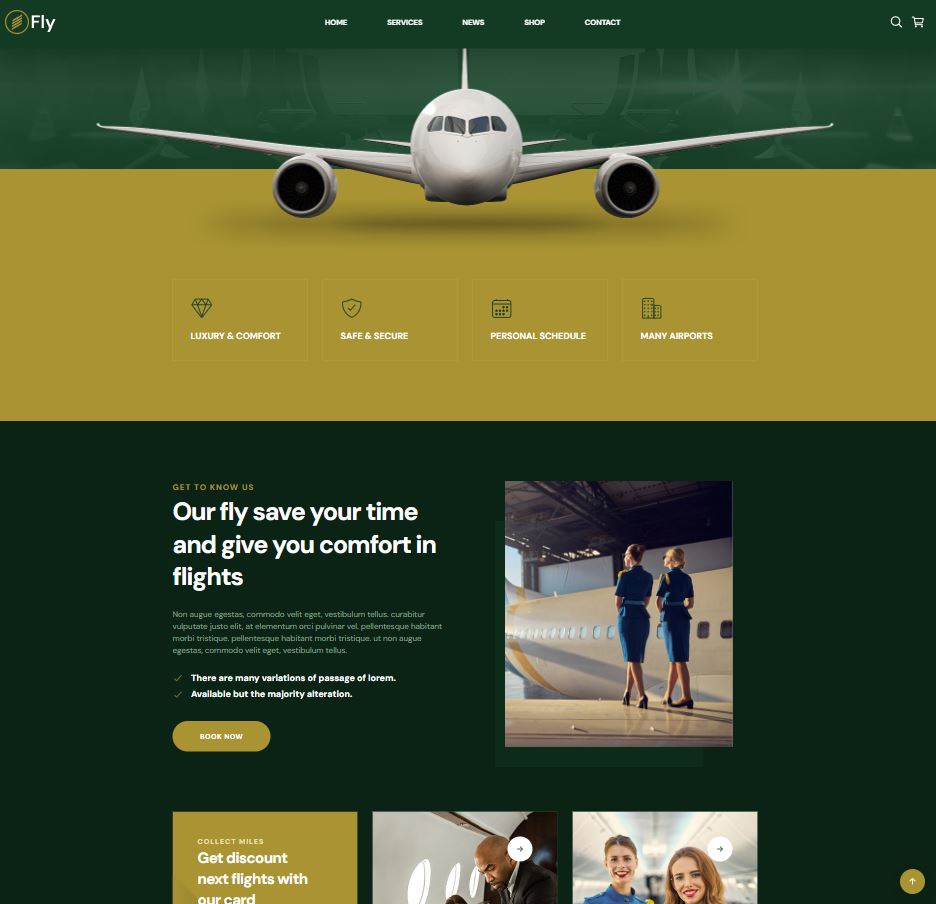 Fly
HOME SERVICES NEWS SHOP CONTACT
LUXURY & COMFORT
SAFE & SECURE
PERSONAL SCHEDULE
MANY AIRPORTS
GET TO KNOW US
Our fly save your time
and give you comfort in
flights
Non augue egestas, commodo velit eget, vestibulum tellus. curabitur
vulputate justo elit, at elementum orci pulvinar vel. pellentesque habitant
morbi tristique. pellentesque habitant morbi tristique. ut non augue
egestas, commodo velit eget, vestibulum tellus.
There are many variations of passage of lorem.
Available but the majority alteration.
BOOK NOW
COLLECT MILES
Get discount
next flights with
our card